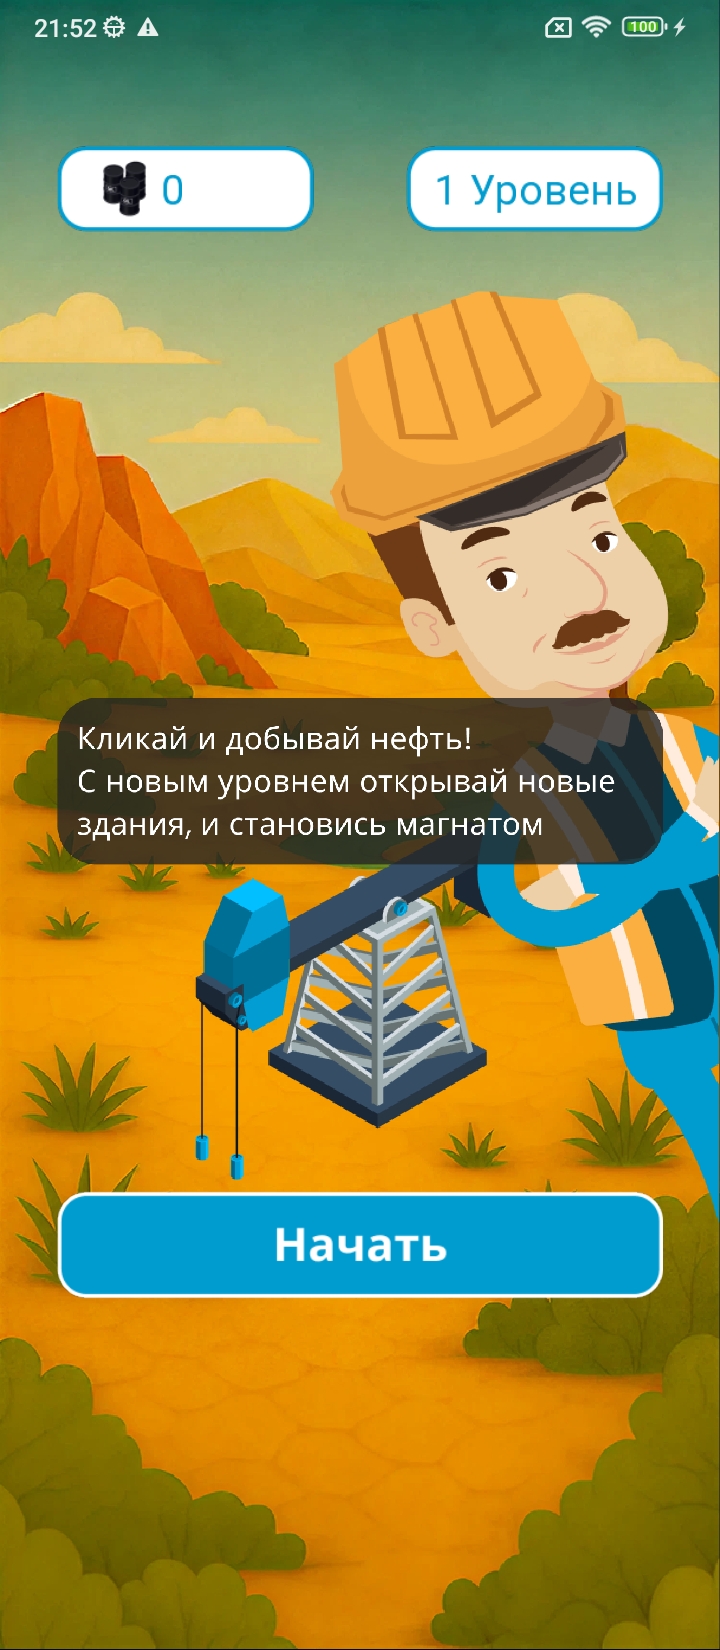 21:52
100
0
1 Уровень
Кликай и добывай нефть!
С новым уровнем открывай новые
здания, и становись магнатом
Начать